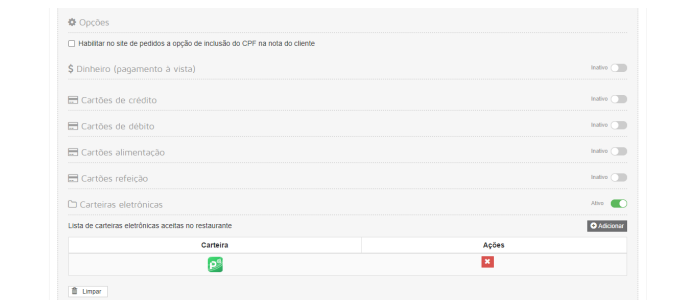 Opções
Habilitar no site de pedidos a opção de inclusão do CPF na nota do cliente
$ Dinheiro (pagamento à vista) Inativo
Cartões de crédito Inativo
Cartões de débito Inativo
Cartões alimentação Inativo
Cartões refeição Inativo
Carteiras eletrônicas Ativo
Lista de carteiras eletrônicas aceitas no restaurante Adicionar
Carteira Ações
Limpar